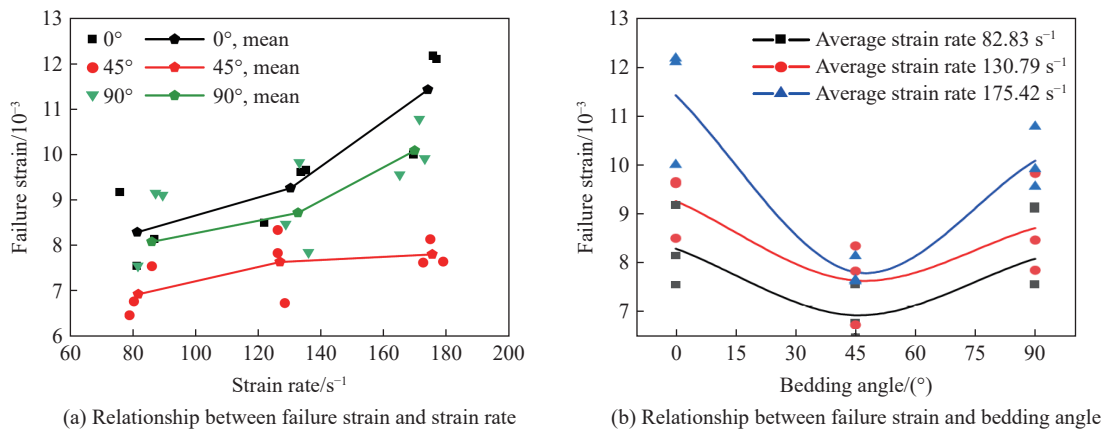 13
12
11
10
9
8
7
6
Failure strain/10⁻³
0° 0°, mean
45° 45°, mean
90° 90°, mean
60 80 100 120 140 160 180 200
Strain rate/s⁻¹
(a) Relationship between failure strain and strain rate
13
12
11
10
9
8
7
Failure strain/10⁻³
Average strain rate 82.83 s⁻¹
Average strain rate 130.79 s⁻¹
Average strain rate 175.42 s⁻¹
0 15 30 45 60 75 90
Bedding angle/(°)
(b) Relationship between failure strain and bedding angle